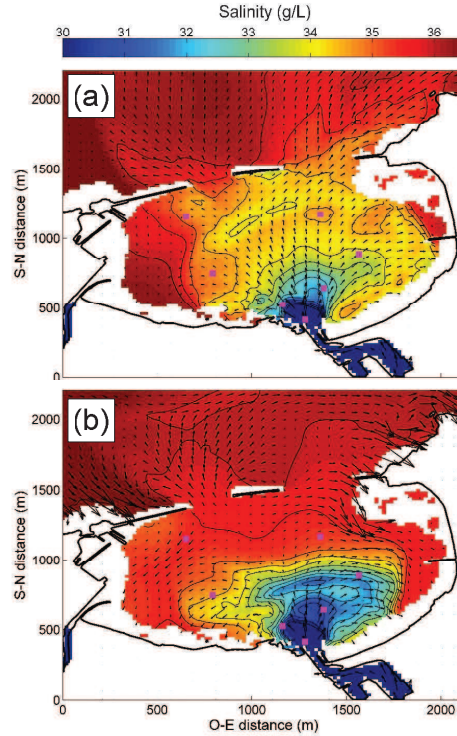 Salinity (g/L)
30 31 32 33 34 35 36
(a)
S-N distance (m)
2000
1500
1000
500
0
(b)
S-N distance (m)
2000
1500
1000
500
0
0 500 1000 1500 2000
O-E distance (m)